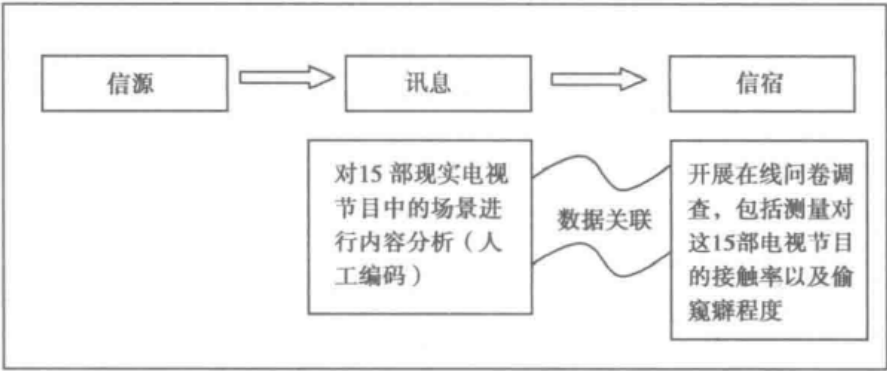 信源
讯息
信宿
对15 部现实电视
节目中的场景进
行内容分析（人
工编码）
数据关联
开展在线问卷调
查，包括测量对
这15部电视节目
的接触率以及偷
窥癖程度